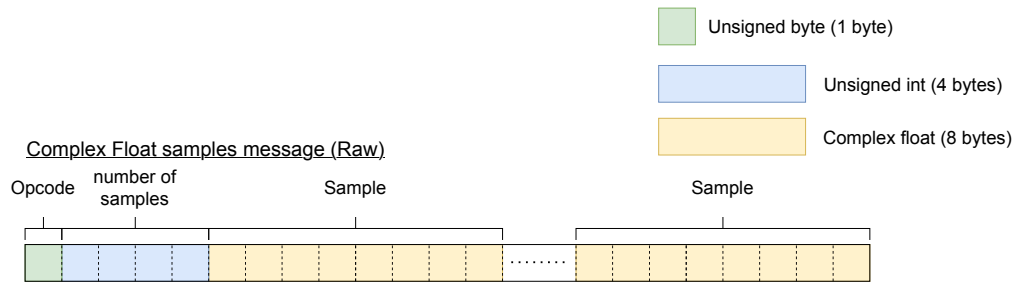 Unsigned byte (1 byte)
Unsigned int (4 bytes)
Complex float (8 bytes)
Complex Float samples message (Raw)
Opcode
number of
samples
Sample
Sample
........